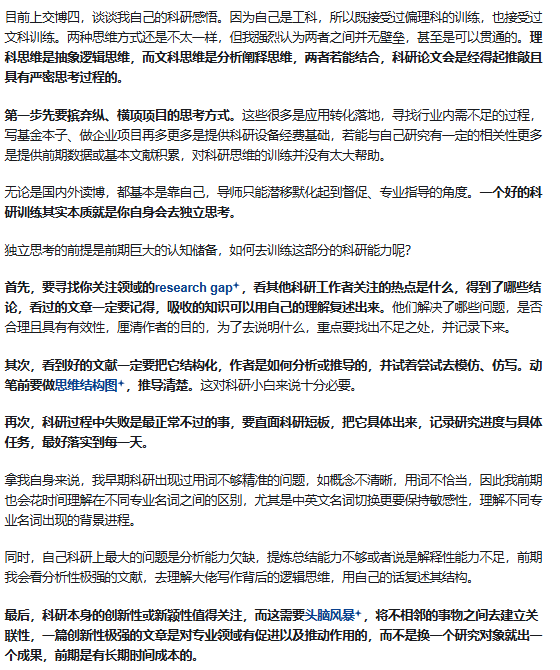 目前上交博四，谈谈我自己的科研感悟。因为自己是工科，所以既接受过偏理科的训练，也接受过
文科训练。两种思维方式还是不太一样，但我强烈认为两者之间并无壁垒，甚至是可以贯通的。理
科思维是抽象逻辑思维，而文科思维是分析阐释思维，两者若能结合，科研论文会是经得起推敲且
具有严密思考过程的。
第一步先要摈弃纵、横项项目的思考方式。这些很多是应用转化落地，寻找行业内需不足的过程，
写基金本子、做企业项目再多更多是提供科研设备经费基础，若能与自己研究有一定的相关性更多
是提供前期数据或基本文献积累，对科研思维的训练并没有太大帮助。
无论是国内外读博，都基本是靠自己，导师只能潜移默化起到督促、专业指导的角度。一个好的科
研训练其实本质就是你自身会去独立思考。
独立思考的前提是前期巨大的认知储备，如何去训练这部分的科研能力呢？
首先，要寻找你关注领域的research gap，看其他科研工作者关注的热点是什么，得到了哪些结
论，看过的文章一定要记得，吸收的知识可以用自己的理解复述出来。他们解决了哪些问题，是否
合理且具有有效性，厘清作者的目的，为了去说明什么，重点要找出不足之处，并记录下来。
其次，看到好的文献一定要把它结构化，作者是如何分析或推导的，并试着尝试去模仿、仿写。动
笔前要做思维结构图，推导清楚。这对科研小白来说十分必要。
再次，科研过程中失败是最正常不过的事，要直面科研短板，把它具体出来，记录研究进度与具体
任务，最好落实到每一天。
拿我自身来说，我早期科研出现过用词不够精准的问题，如概念不清晰，用词不恰当，因此我前期
也会花时间理解在不同专业名词之间的区别，尤其是中英文名词切换更要保持敏感性，理解不同专
业名词出现的背景进程。
同时，自己科研上最大的问题是分析能力欠缺，提炼总结能力不够或者说是解释性能力不足，前期
我会看分析性极强的文献，去理解大佬写作背后的逻辑思维，用自己的话复述其结构。
最后，科研本身的创新性或新颖性值得关注，而这需要头脑风暴，将不相邻的事物之间去建立关
联性，一篇创新性极强的文章是对专业领域有促进以及推动作用的，而不是换一个研究对象就出一
个成果，前期是有长期时间成本的。